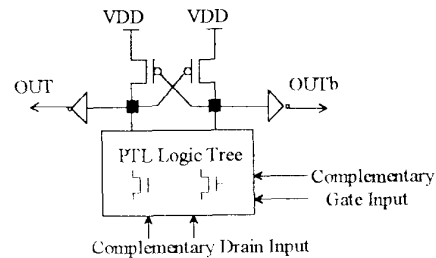 VDD VDD
OUT
OUTb
PTL Logic Tree
Complementary
Gate Input
Complementary Drain Input